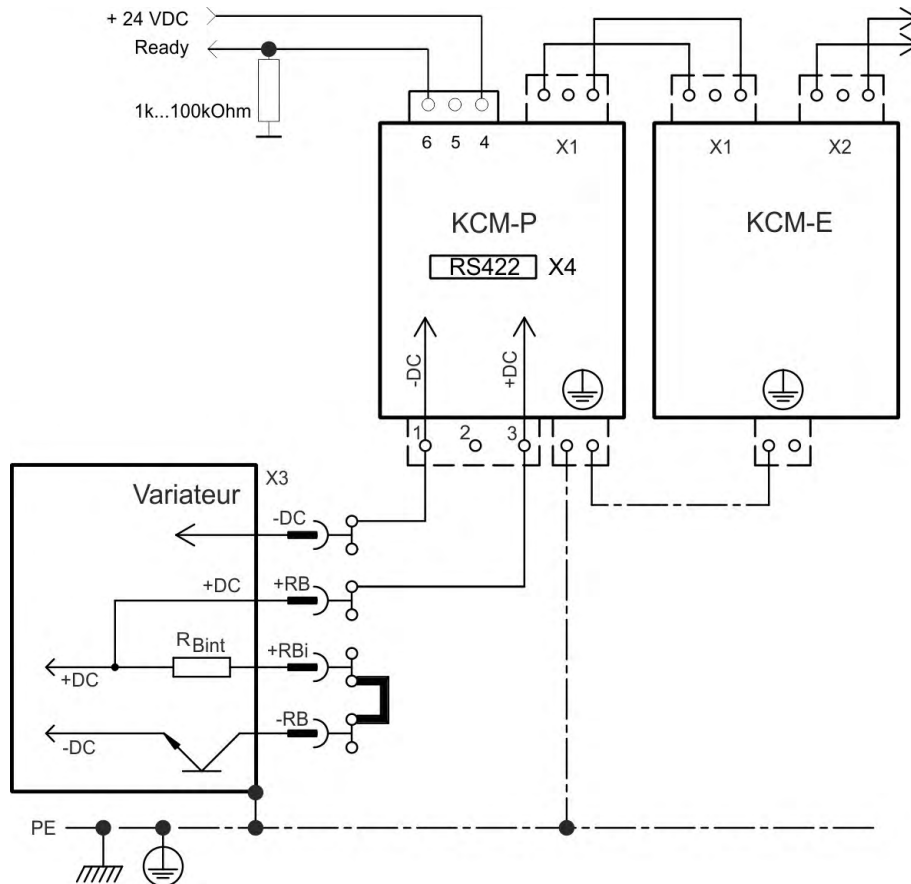 + 24 VDC
Ready
1k...100kOhm
6 5 4
X1
X1
X2
KCM-P
KCM-E
RS422 X4
-DC
+DC
1 2 3
Variateur
X3
-DC
+DC
+RB
RBint
+RBi
+DC
-RB
-DC
PE